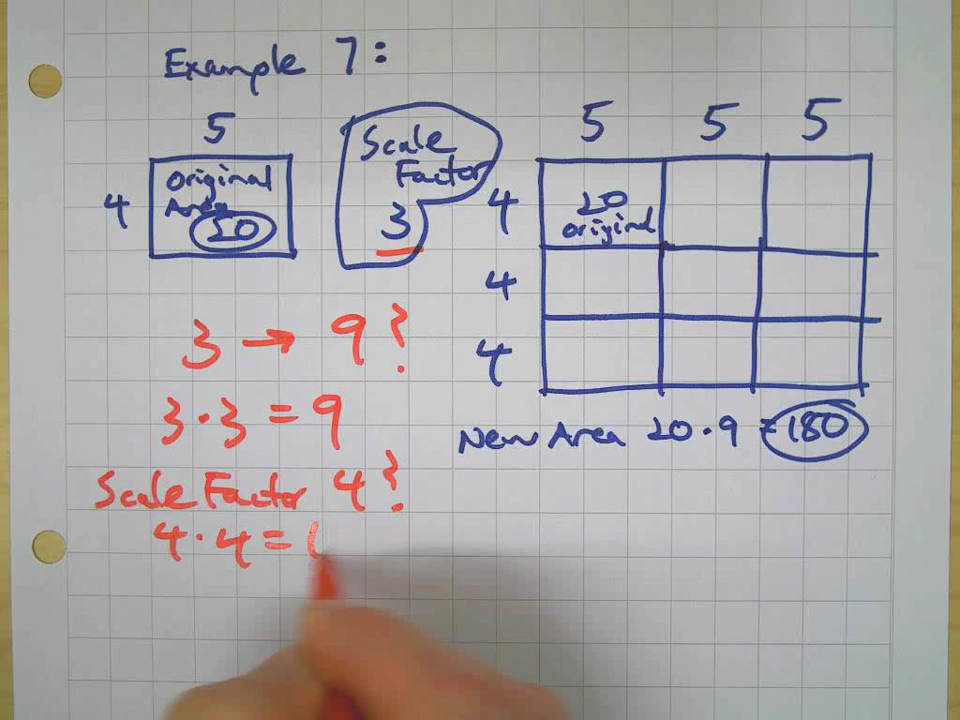 Example 7:
5
4
Original
Area
20
Scale
Factor
3
5 5 5
4
4
4
20
original
New Area 20 · 9 = 180
3 → 9?
3 · 3 = 9
Scale Factor 4?
4 · 4 = 1